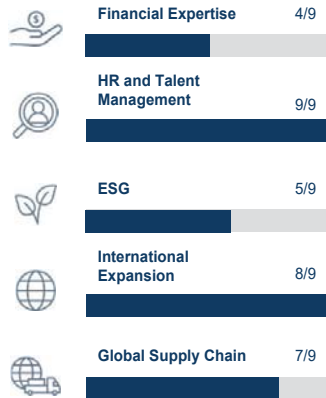 Financial Expertise 4/9
HR and Talent
Management 9/9
ESG 5/9
International
Expansion 8/9
Global Supply Chain 7/9